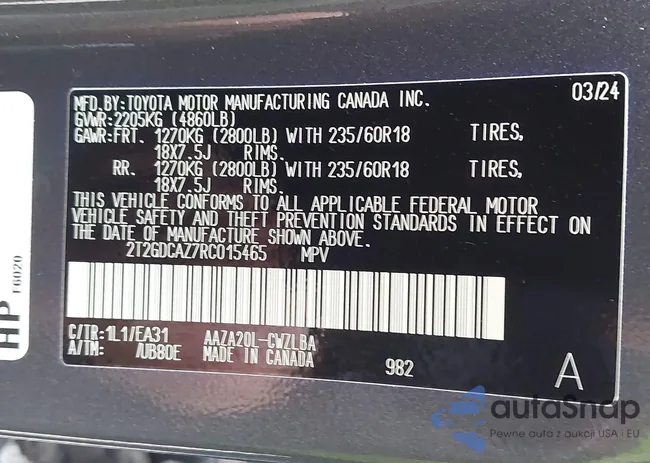 MFD.BY:TOYOTA MOTOR MANUFACTURING CANADA INC. 03/24
GVWR:2205KG (4860LB)
GAWR:FRT. 1270KG (2800LB) WITH 235/60R18 TIRES,
18X7.5J RIMS.
RR. 1270KG (2800LB) WITH 235/60R18 TIRES,
18X7.5J RIMS.
THIS VEHICLE CONFORMS TO ALL APPLICABLE FEDERAL MOTOR
VEHICLE SAFETY AND THEFT PREVENTION STANDARDS IN EFFECT ON
THE DATE OF MANUFACTURE SHOWN ABOVE.
2T2GDCAZ7RC015465 MPV
C/TR:1L1/EA31 AAZA20L-CWZLBA
A/TM: /UB80E MADE IN CANADA 982 A
HP F6020
autoSnap
Pewne auta z aukcji USA i EU